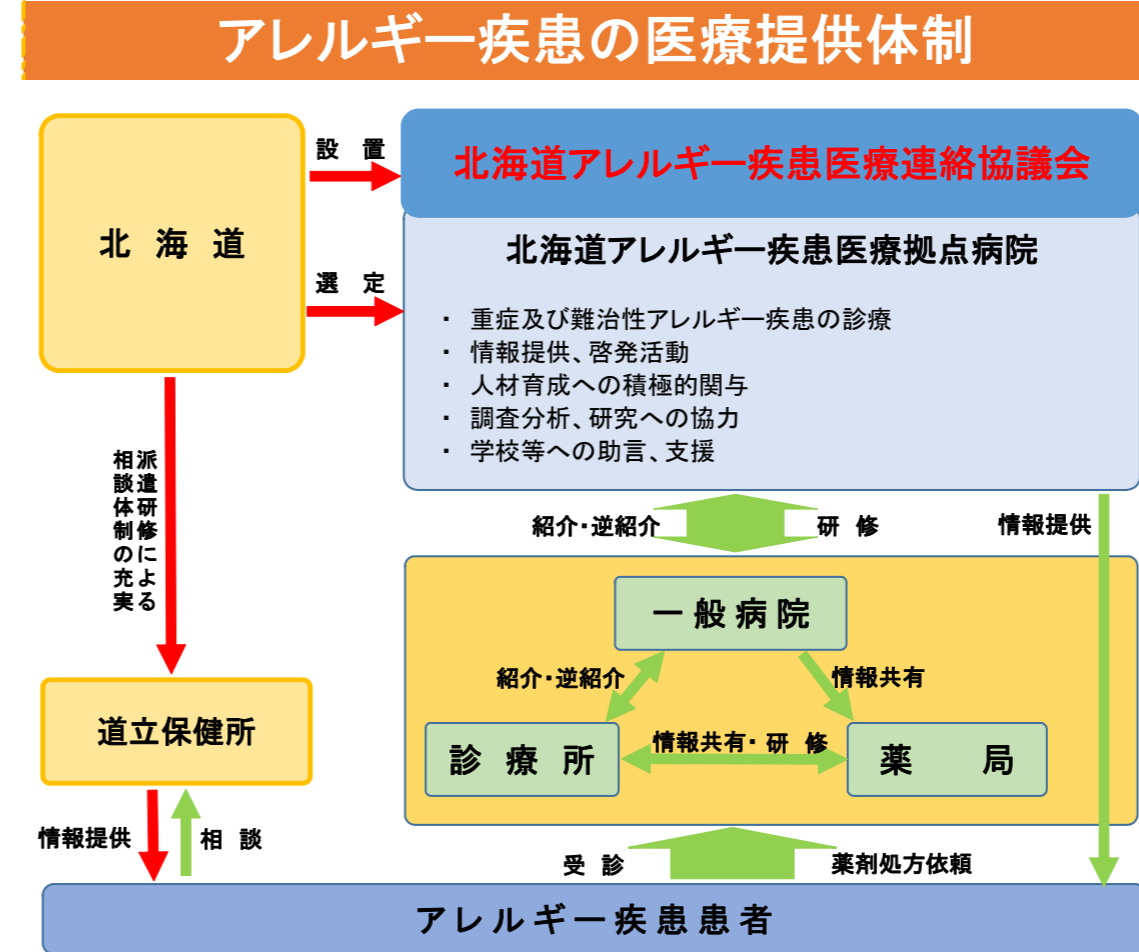 アレルギー疾患の医療提供体制
北 海 道
設 置
北海道アレルギー疾患医療連絡協議会
選 定
北海道アレルギー疾患医療拠点病院
・ 重症及び難治性アレルギー疾患の診療
・ 情報提供、啓発活動
・ 人材育成への積極的関与
・ 調査分析、研究への協力
・ 学校等への助言、支援
派遣研修による
相談体制の充実
紹介・逆紹介
研 修
情報提供
一 般 病 院
紹介・逆紹介
情報共有
診 療 所
情報共有・ 研 修
薬 局
道立保健所
情報提供
相 談
受 診
薬剤処方依頼
アレルギー疾患患者